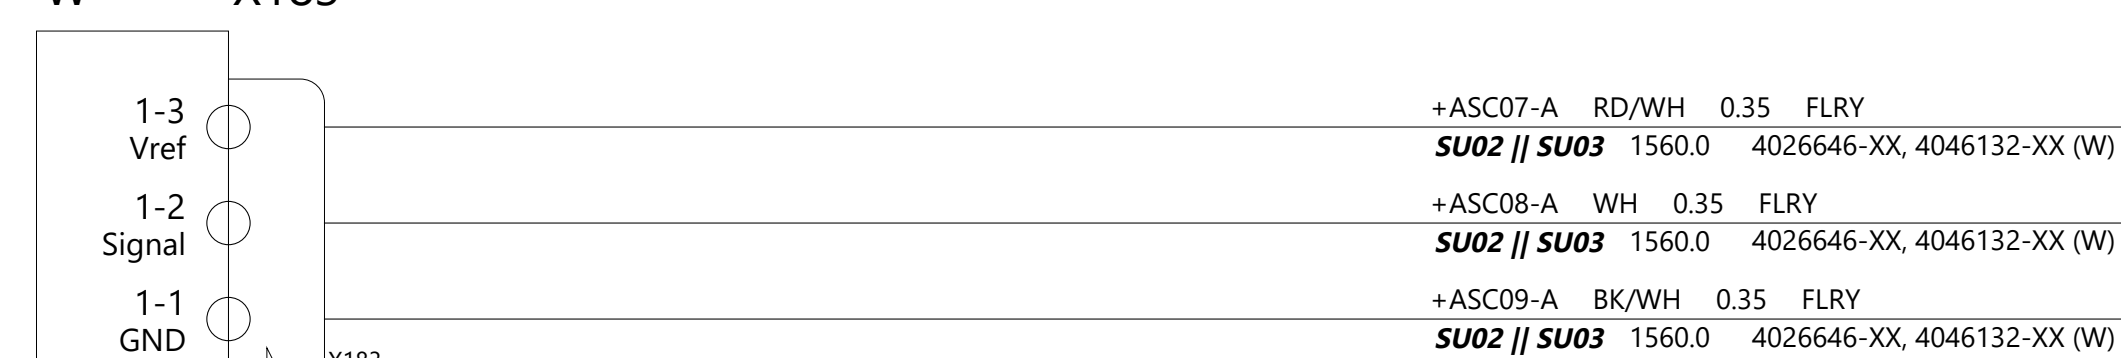 1-3
Vref
+ASC07-A RD/WH 0.35 FLRY
SU02 || SU03 1560.0 4026646-XX, 4046132-XX (W)
1-2
Signal
+ASC08-A WH 0.35 FLRY
SU02 || SU03 1560.0 4026646-XX, 4046132-XX (W)
1-1
GND
+ASC09-A BK/WH 0.35 FLRY
SU02 || SU03 1560.0 4026646-XX, 4046132-XX (W)